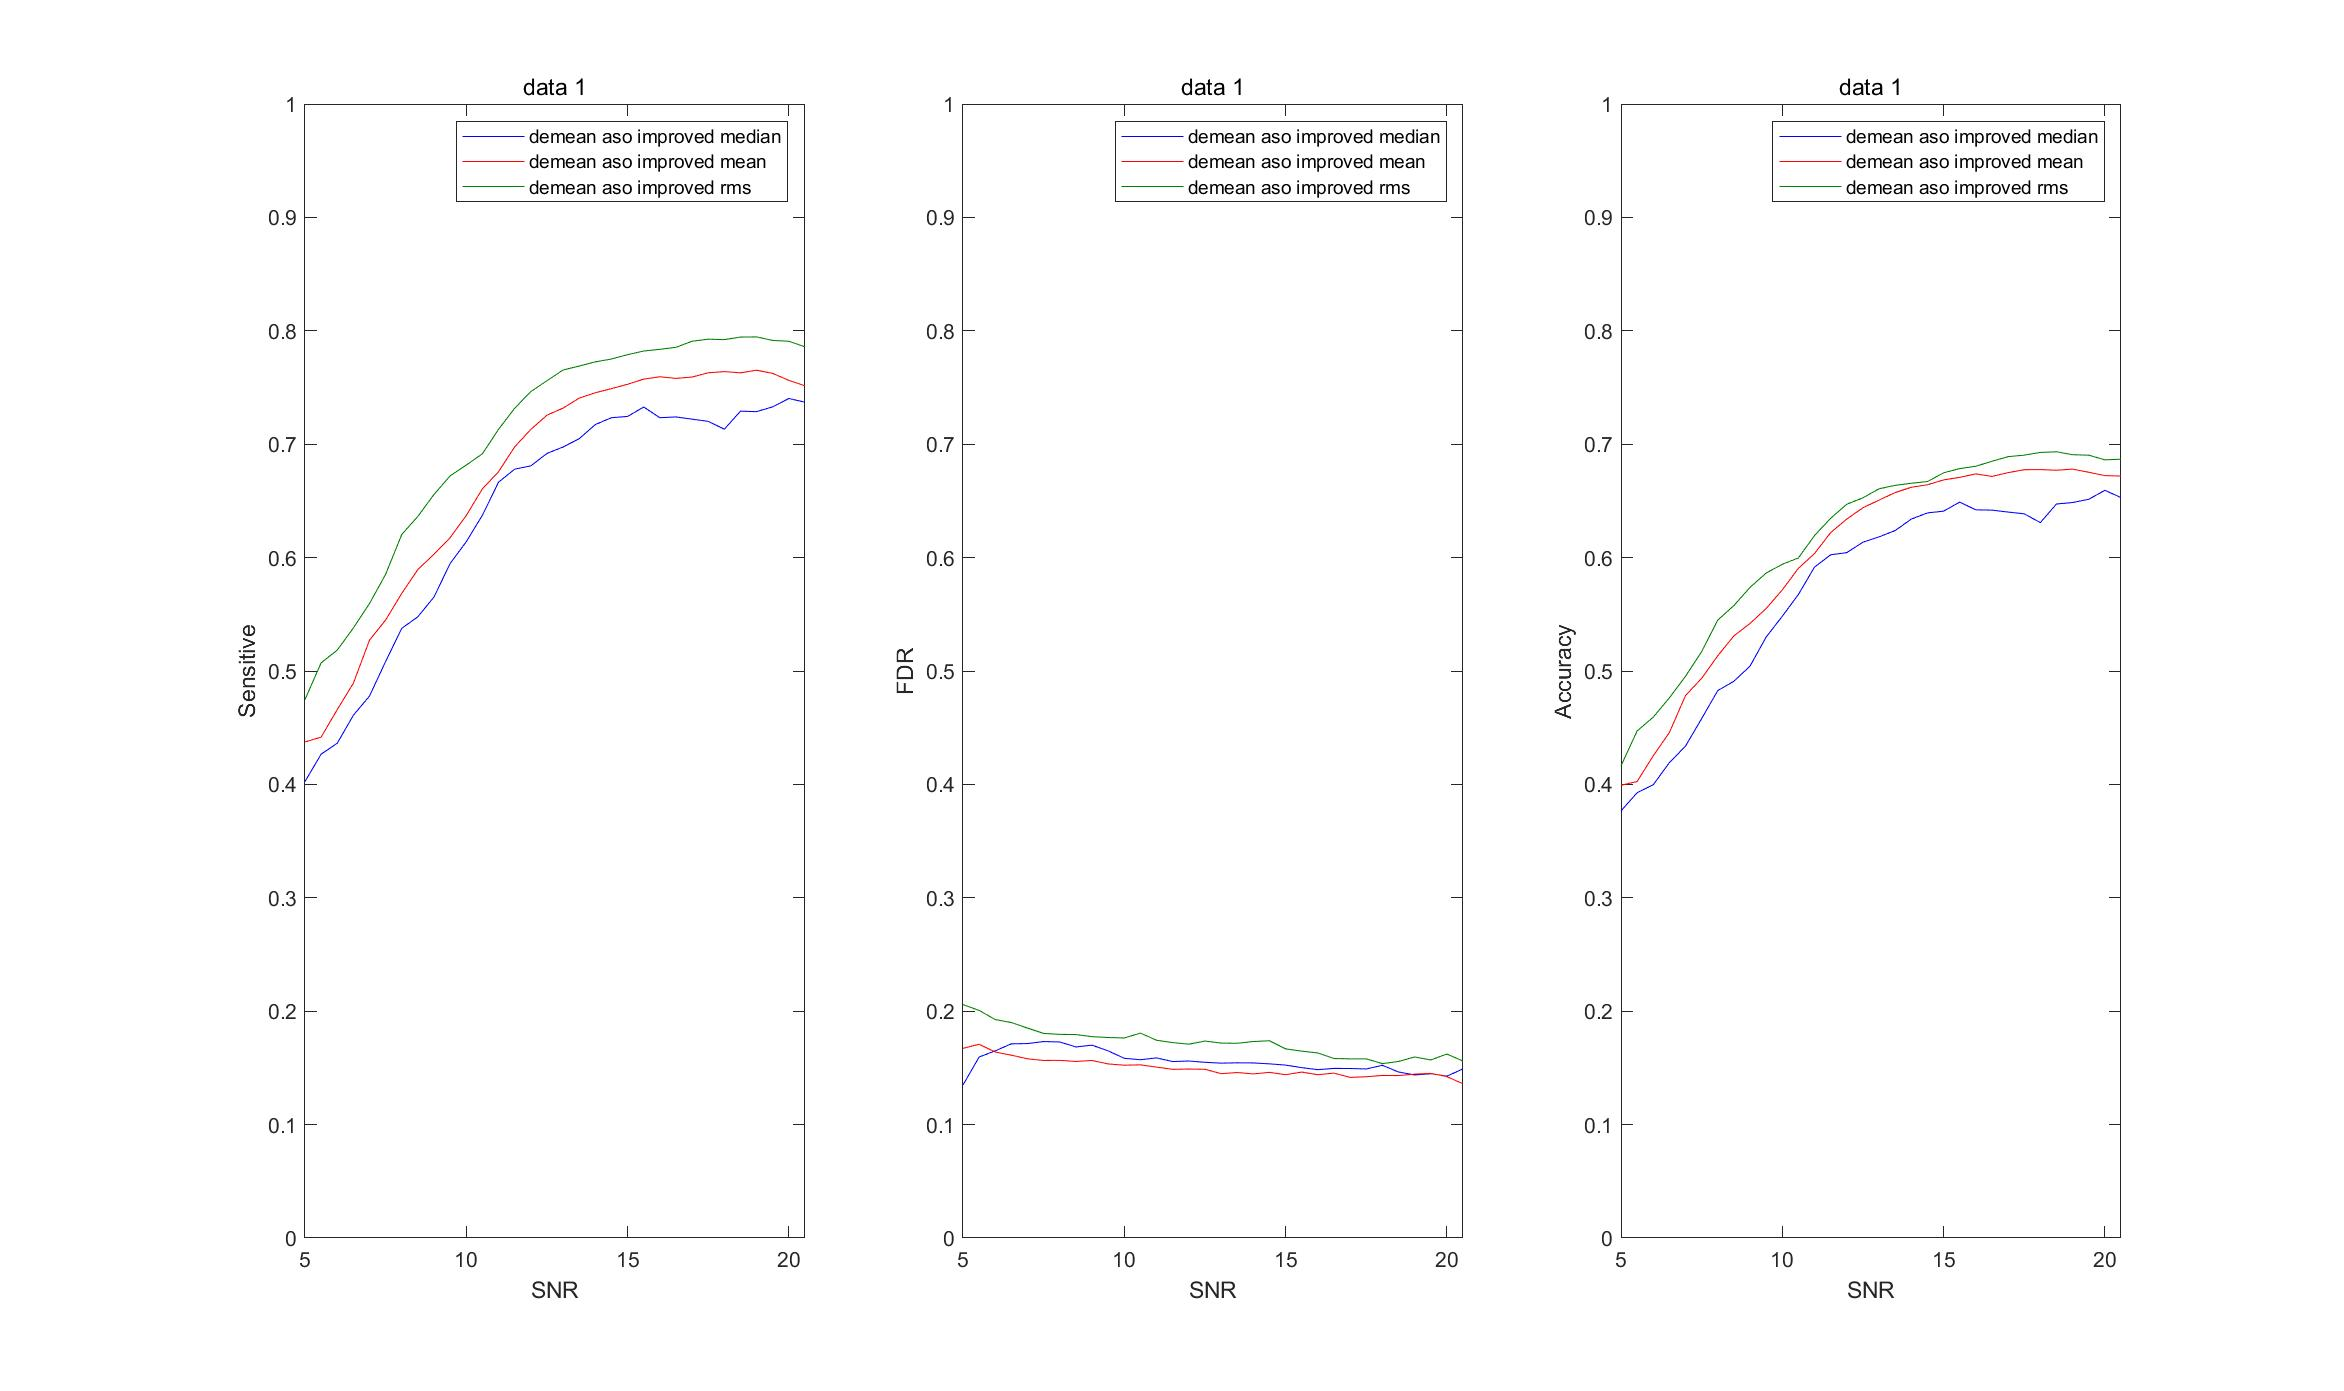 data 1
demean aso improved median
demean aso improved mean
demean aso improved rms
1
0.9
0.8
0.7
0.6
0.5
0.4
0.3
0.2
0.1
0
Sensitive
5 10 15 20
SNR
data 1
demean aso improved median
demean aso improved mean
demean aso improved rms
1
0.9
0.8
0.7
0.6
0.5
0.4
0.3
0.2
0.1
0
FDR
5 10 15 20
SNR
data 1
demean aso improved median
demean aso improved mean
demean aso improved rms
1
0.9
0.8
0.7
0.6
0.5
0.4
0.3
0.2
0.1
0
Accuracy
5 10 15 20
SNR